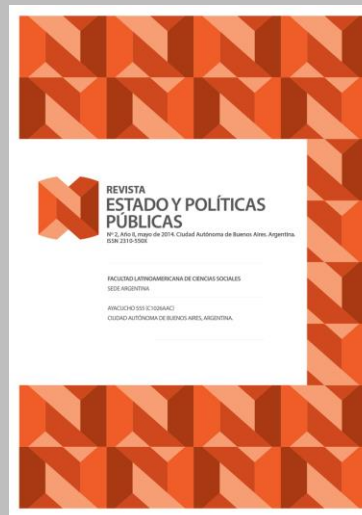 REVISTA
ESTADO Y POLÍTICAS
PÚBLICAS
Nº 2, Año II, mayo de 2014. Ciudad Autónoma de Buenos Aires. Argentina.
ISSN 2310-550X
FACULTAD LATINOAMERICANA DE CIENCIAS SOCIALES
SEDE ARGENTINA
AYACUCHO 555 (C1026AAC)
CIUDAD AUTÓNOMA DE BUENOS AIRES, ARGENTINA.